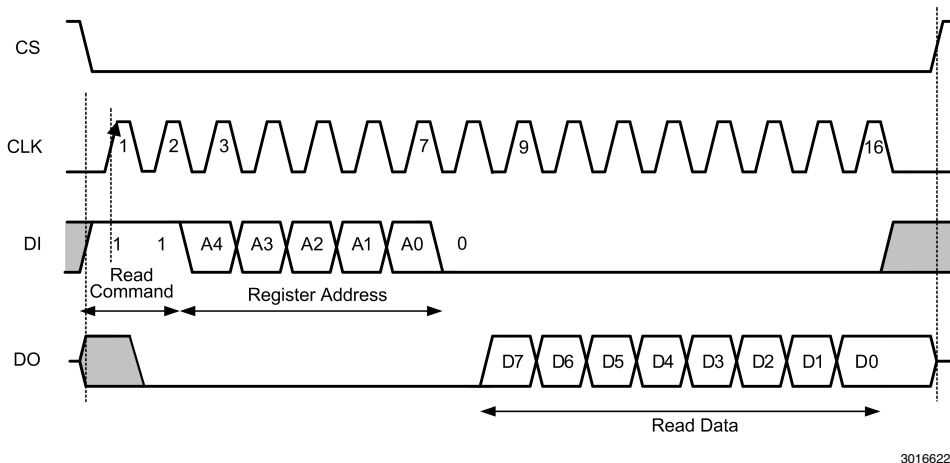 CS
CLK
1 2 3 7 9 16
DI
1 1 A4 A3 A2 A1 A0 0
Read
Command
Register Address
DO
D7 D6 D5 D4 D3 D2 D1 D0
Read Data
3016622